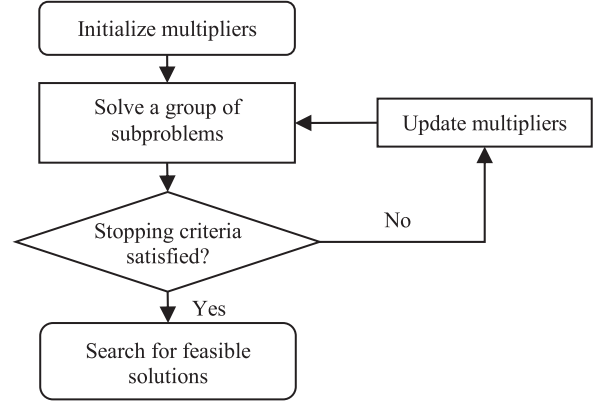 Initialize multipliers
Solve a group of
subproblems
Update multipliers
Stopping criteria
satisfied?
No
Yes
Search for feasible
solutions